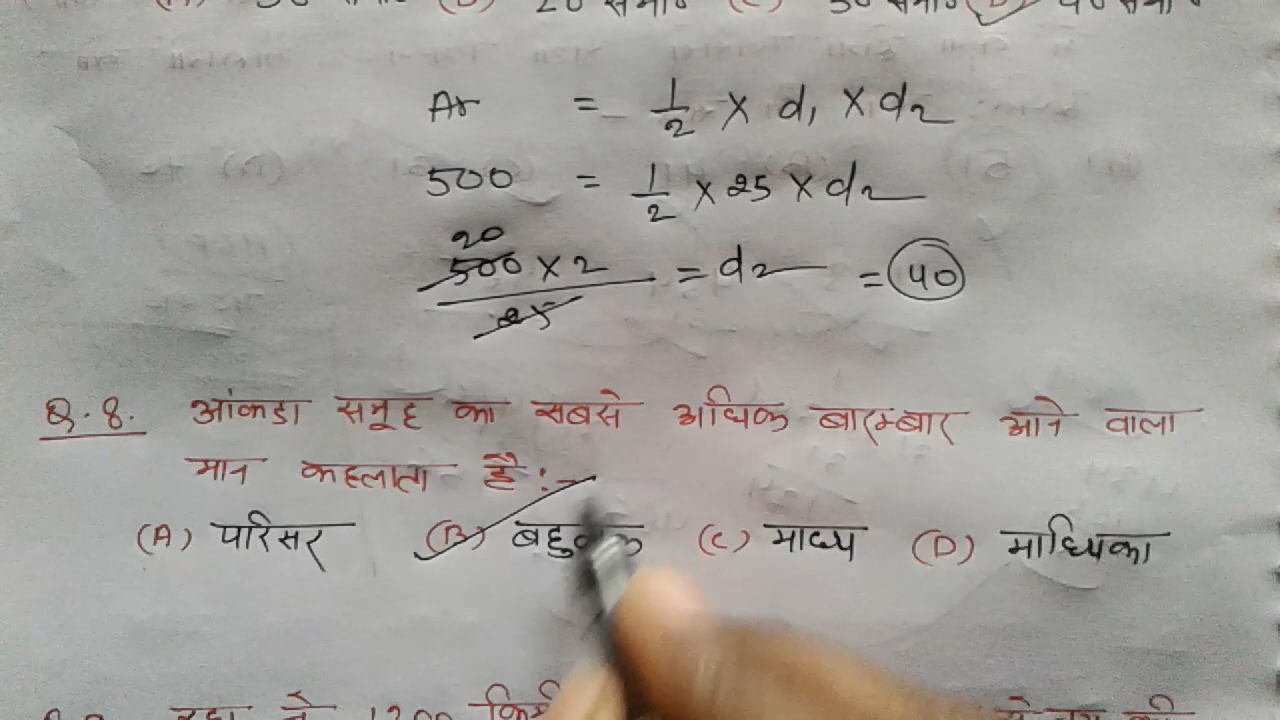 Ar = 1/2 × d1 × d2
500 = 1/2 × 25 × d2
20
500 × 2 / 25 = d2 = 40
Q.8. आंकडा समूह का सबसे अधिक बारम्बार आने वाला
मान कहलाता है :-
(A) परिसर (B) बहुलक (C) माध्य (D) माध्यिका
1200